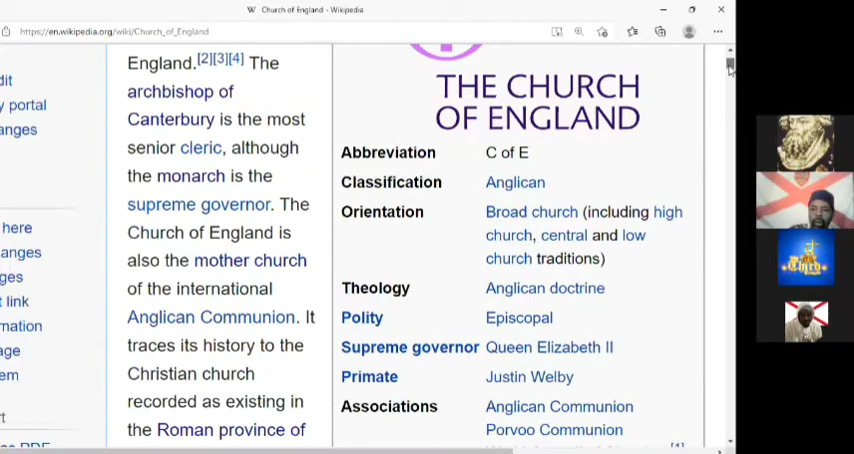 Church of England - Wikipedia
https://en.wikipedia.org/wiki/Church_of_England
dit
y portal
anges
here
anges
ges
t link
mation
age
em
rt
England.[2][3][4] The
archbishop of
Canterbury is the most
senior cleric, although
the monarch is the
supreme governor. The
Church of England is
also the mother church
of the international
Anglican Communion. It
traces its history to the
Christian church
recorded as existing in
the Roman province of
THE CHURCH
OF ENGLAND
Abbreviation C of E
Classification Anglican
Orientation Broad church (including high
church, central and low
church traditions)
Theology Anglican doctrine
Polity Episcopal
Supreme governor Queen Elizabeth II
Primate Justin Welby
Associations Anglican Communion
Porvoo Communion
[1]